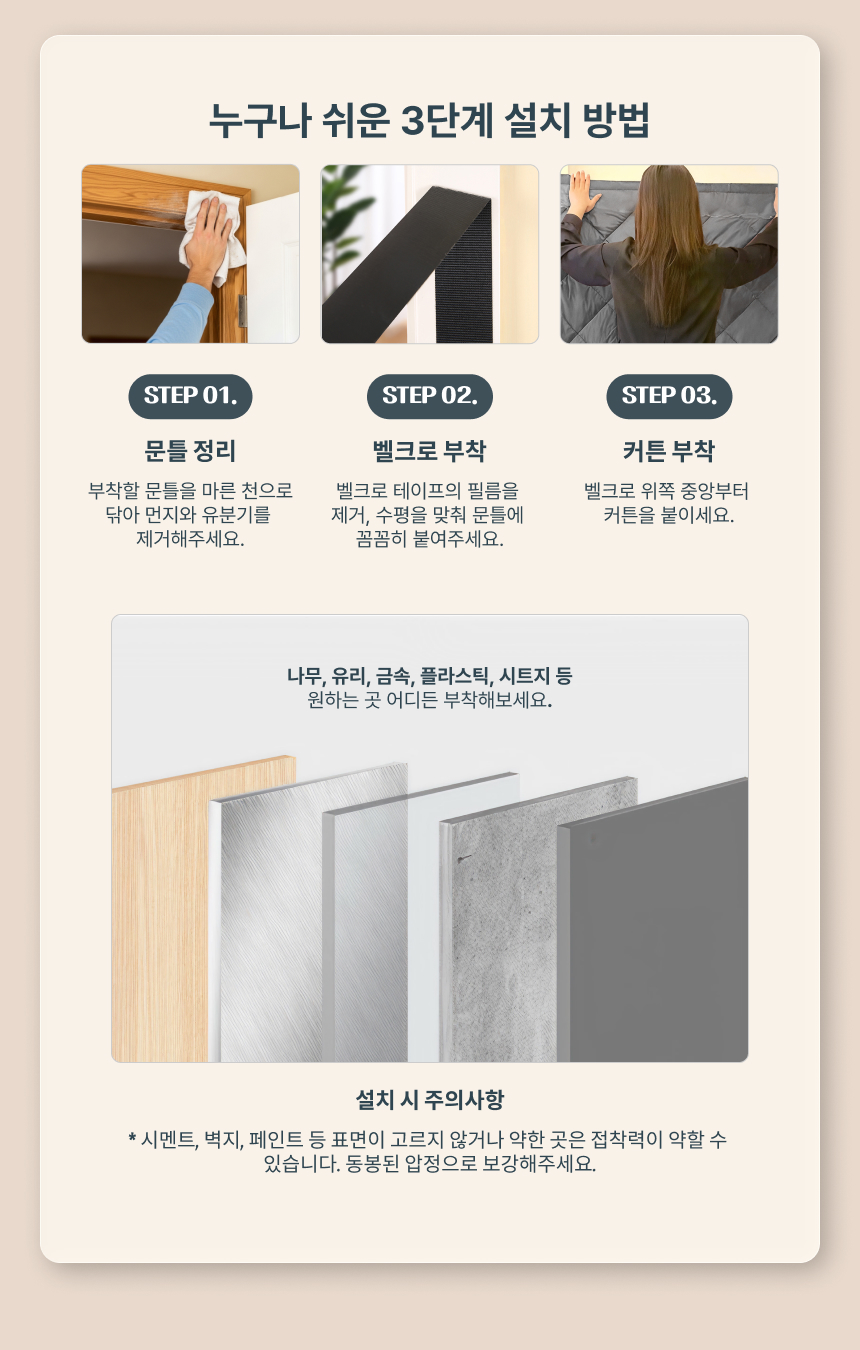 누구나 쉬운 3단계 설치 방법
STEP 01.
문틀 정리
부착할 문틀을 마른 천으로
닦아 먼지와 유분기를
제거해주세요.
STEP 02.
벨크로 부착
벨크로 테이프의 필름을
제거, 수평을 맞춰 문틀에
꼼꼼히 붙여주세요.
STEP 03.
커튼 부착
벨크로 위쪽 중앙부터
커튼을 붙이세요.
나무, 유리, 금속, 플라스틱, 시트지 등
원하는 곳 어디든 부착해보세요.
설치 시 주의사항
* 시멘트, 벽지, 페인트 등 표면이 고르지 않거나 약한 곳은 접착력이 약할 수
있습니다. 동봉된 압정으로 보강해주세요.